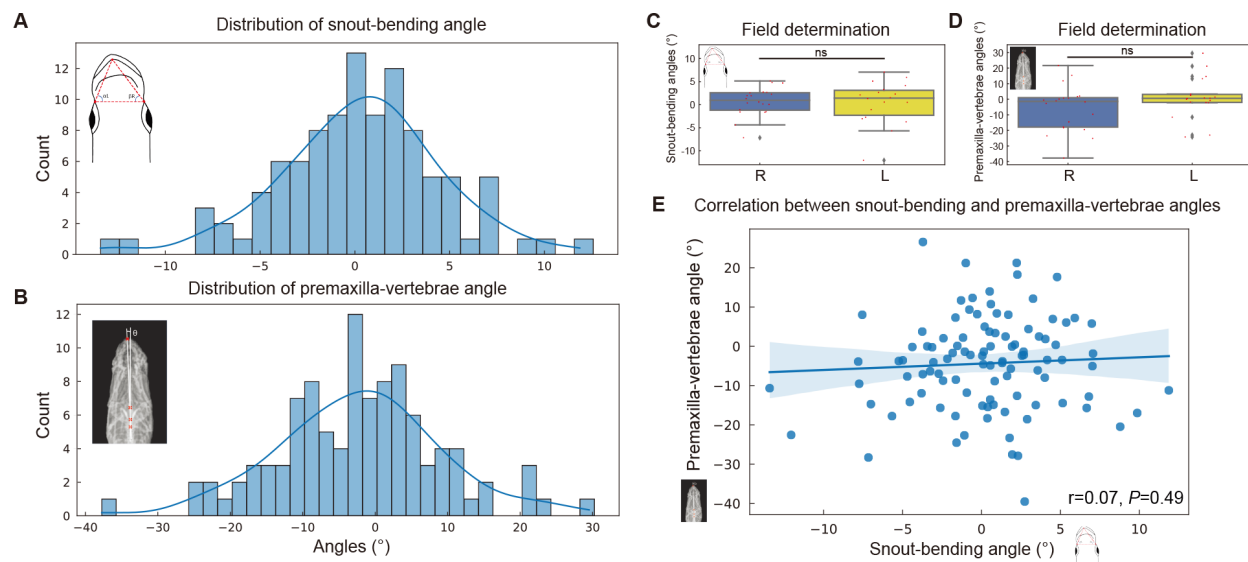 A
Distribution of snout-bending angle
Count
12
10
8
6
4
2
0
−10
−5
0
5
10
B
Distribution of premaxilla-vertebrae angle
θ
Count
12
10
8
6
4
2
0
−40
−30
−20
−10
0
10
20
30
Angles (°)
C
Field determination
Snout-bending angles (°)
ns
10
5
0
-5
-10
R
L
D
Field determination
Premaxilla-vertebrae angles (°)
ns
30
20
10
0
-10
-20
-30
-40
R
L
E
Correlation between snout-bending and premaxilla-vertebrae angles
Premaxilla-vertebrae angle (°)
20
10
0
−10
−20
−30
−40
r=0.07, P=0.49
−10
−5
0
5
10
Snout-bending angle (°)